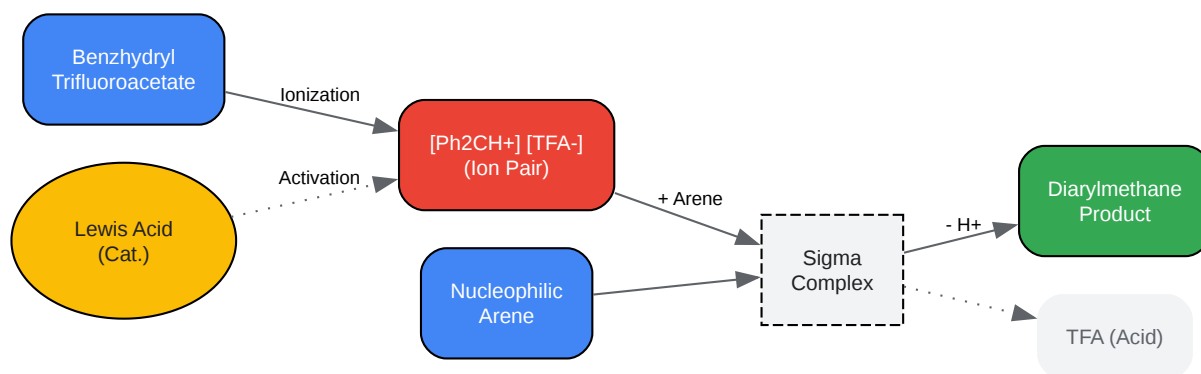 Benzhydryl
Trifluoroacetate
Ionization
Lewis Acid
(Cat.)
Activation
[Ph2CH+] [TFA-]
(Ion Pair)
+ Arene
Nucleophilic
Arene
Sigma
Complex
- H+
Diarylmethane
Product
TFA (Acid)